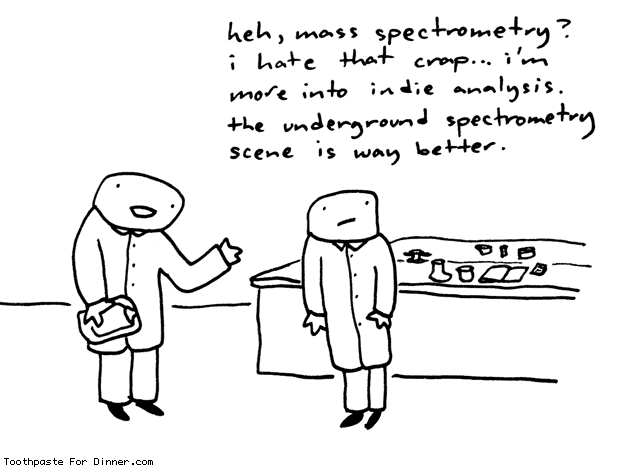 heh, mass spectrometry?
i hate that crap... i'm
more into indie analysis.
the underground spectrometry
scene is way better.
Toothpaste For Dinner.com